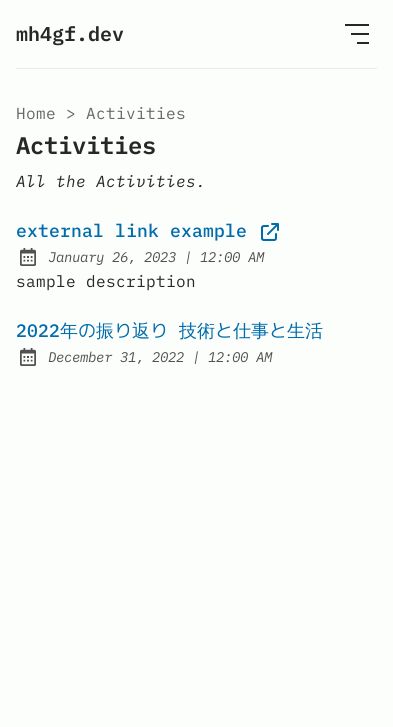 mh4gf.dev
Home > Activities
Activities
All the Activities.
external link example
January 26, 2023 | 12:00 AM
sample description
2022年の振り返り 技術と仕事と生活
December 31, 2022 | 12:00 AM